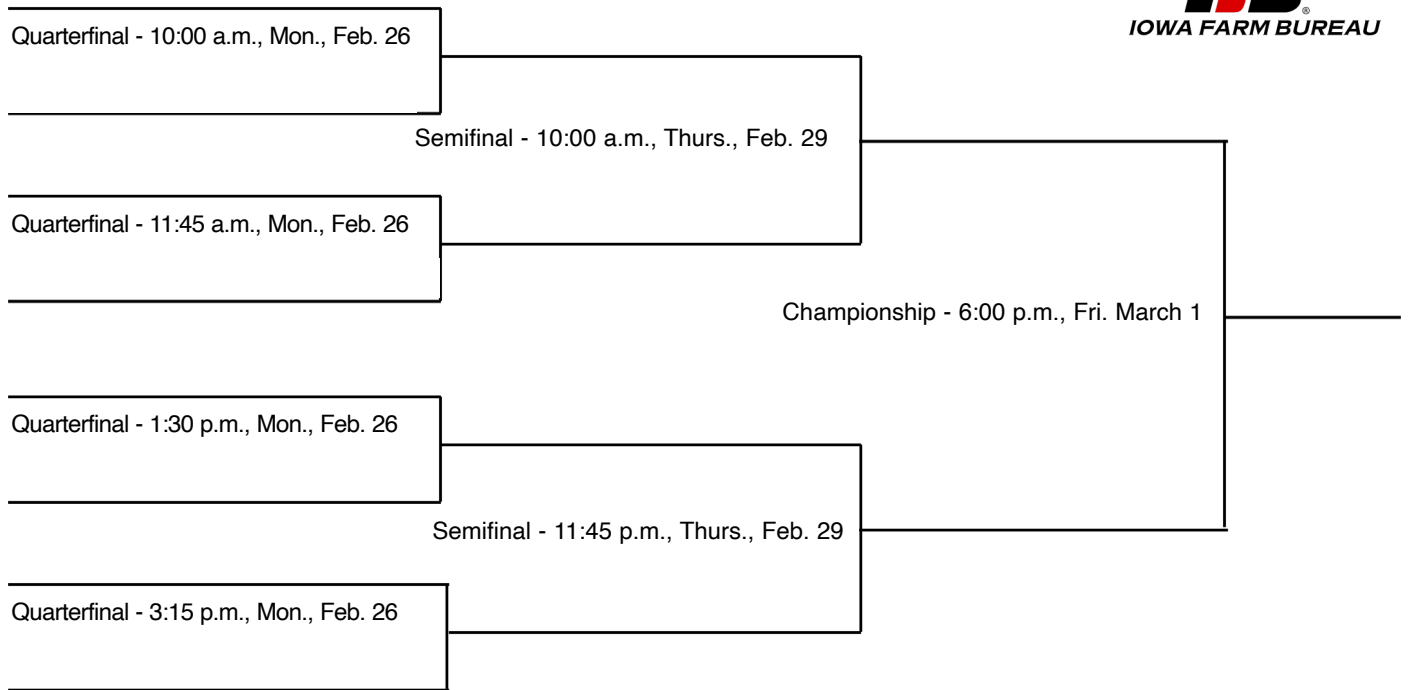 ®
IOWA FARM BUREAU
Quarterfinal - 10:00 a.m., Mon., Feb. 26
Semifinal - 10:00 a.m., Thurs., Feb. 29
Quarterfinal - 11:45 a.m., Mon., Feb. 26
Championship - 6:00 p.m., Fri. March 1
Quarterfinal - 1:30 p.m., Mon., Feb. 26
Semifinal - 11:45 p.m., Thurs., Feb. 29
Quarterfinal - 3:15 p.m., Mon., Feb. 26